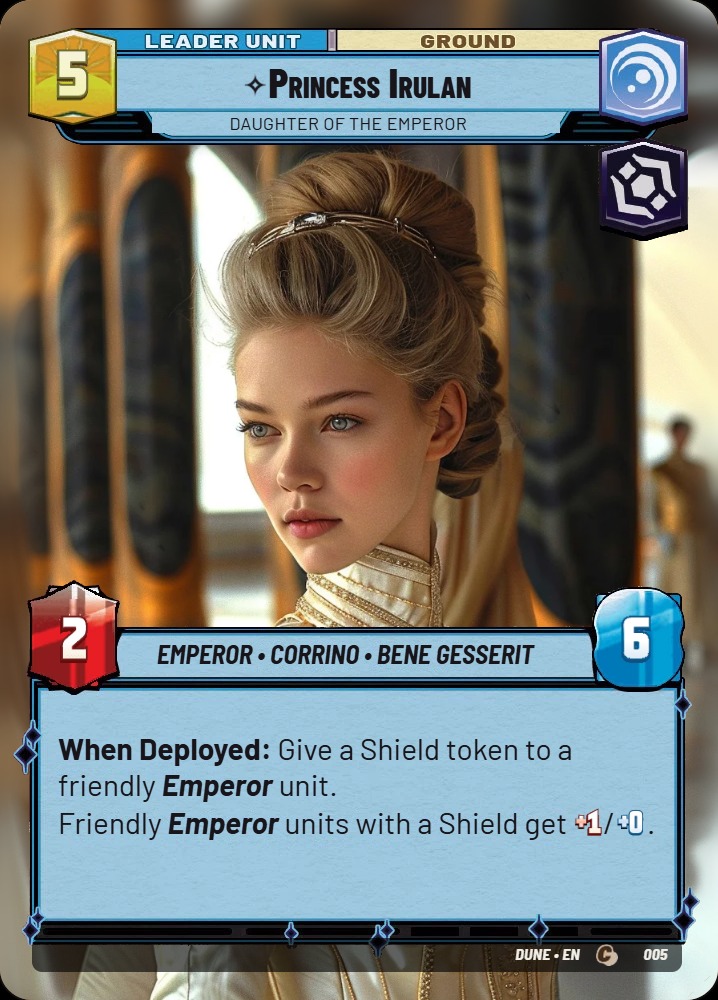 LEADER UNIT GROUND
5
PRINCESS IRULAN
DAUGHTER OF THE EMPEROR
2
EMPEROR • CORRINO • BENE GESSERIT
6
When Deployed: Give a Shield token to a
friendly Emperor unit.
Friendly Emperor units with a Shield get +1/+0.
DUNE • EN C 005